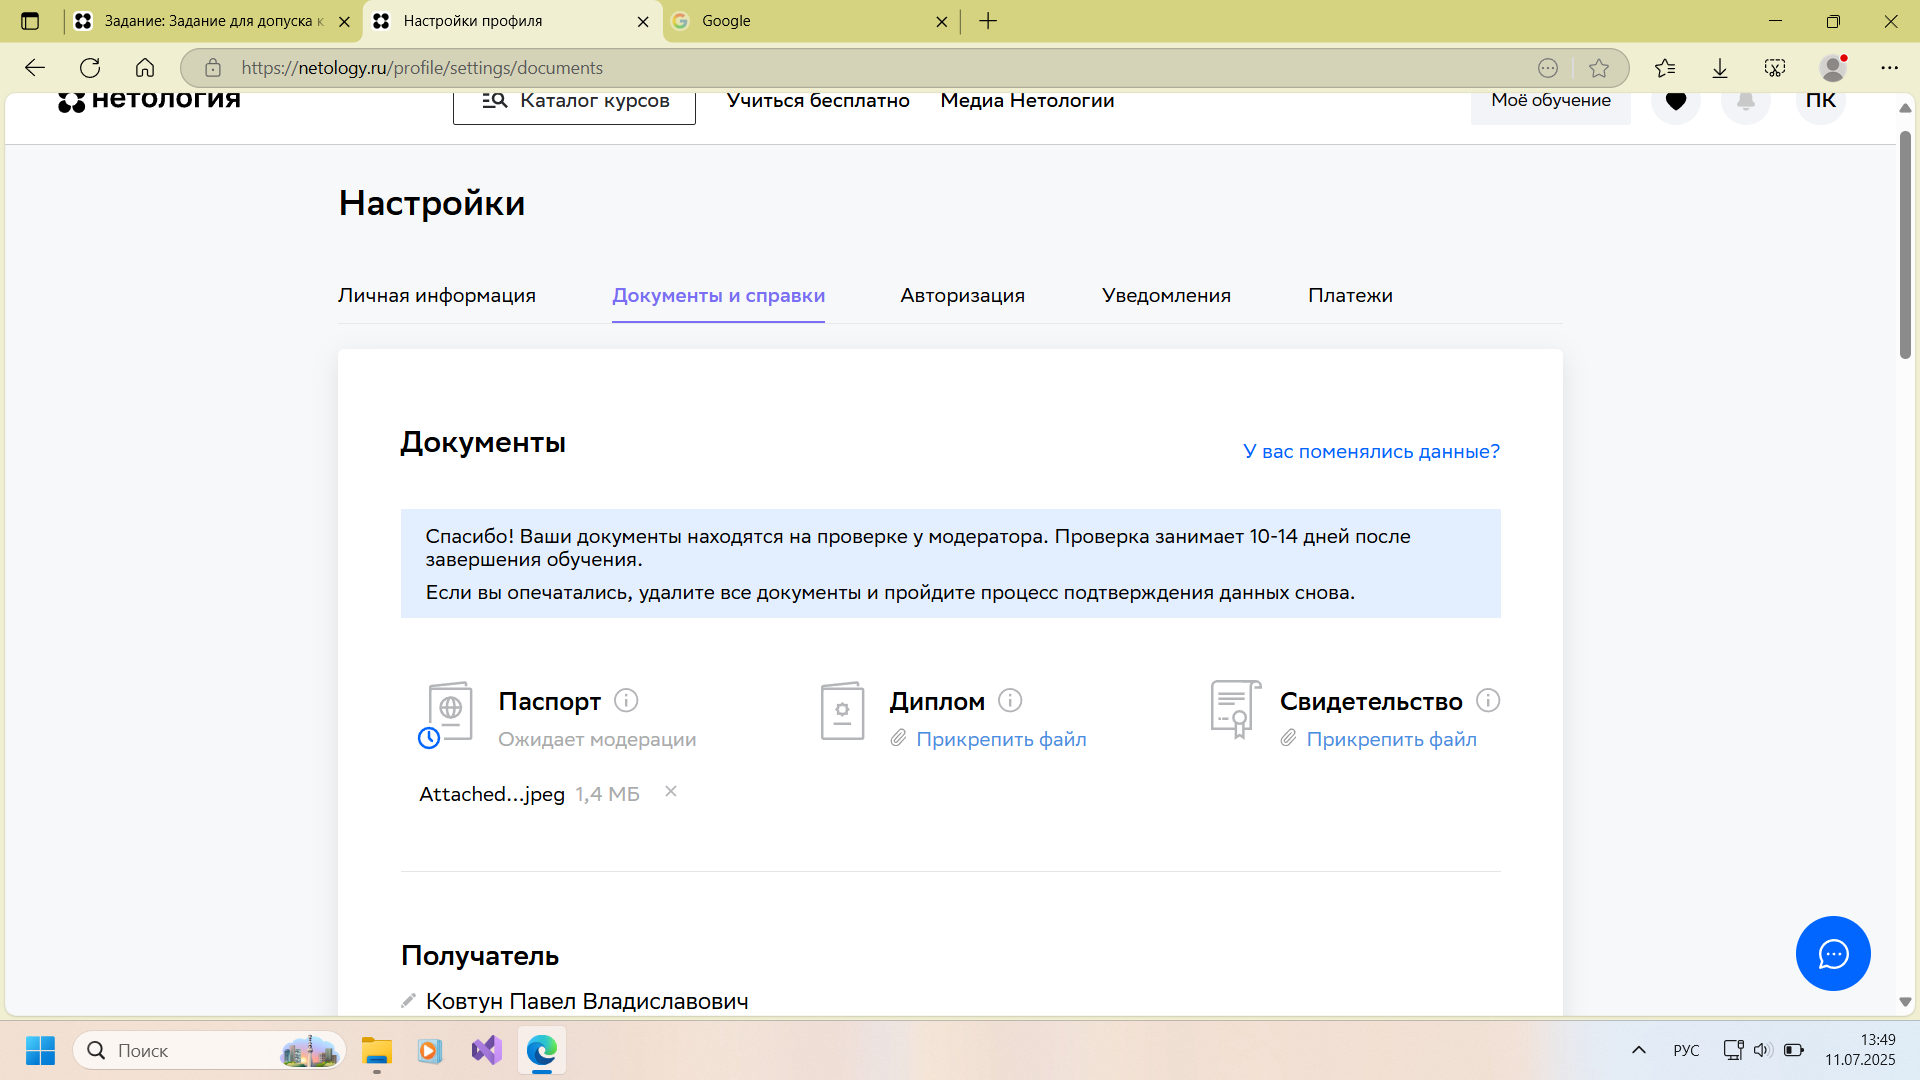 Задание: Задание для допуска к
Настройки профиля
Google
https://netology.ru/profile/settings/documents
нетология
Каталог курсов
Учиться бесплатно
Медиа Нетологии
Моё обучение
ПК
Настройки
Личная информация
Документы и справки
Авторизация
Уведомления
Платежи
Документы
У вас поменялись данные?
Спасибо! Ваши документы находятся на проверке у модератора. Проверка занимает 10-14 дней после
завершения обучения.
Если вы опечатались, удалите все документы и пройдите процесс подтверждения данных снова.
Паспорт
Ожидает модерации
Attached...jpeg 1,4 МБ
Диплом
Прикрепить файл
Свидетельство
Прикрепить файл
Получатель
Ковтун Павел Владиславович
Поиск
РУС
13:49
11.07.2025